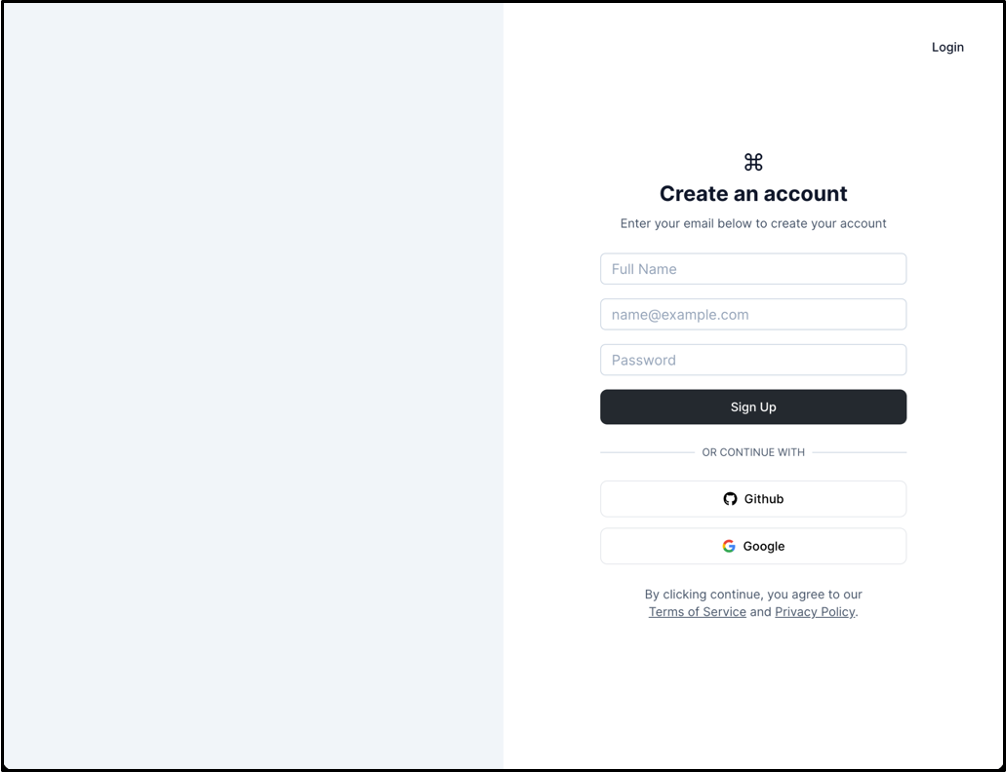 Login
⌘
Create an account
Enter your email below to create your account
Full Name
name@example.com
Password
Sign Up
OR CONTINUE WITH
Github
Google
By clicking continue, you agree to our
Terms of Service and Privacy Policy.